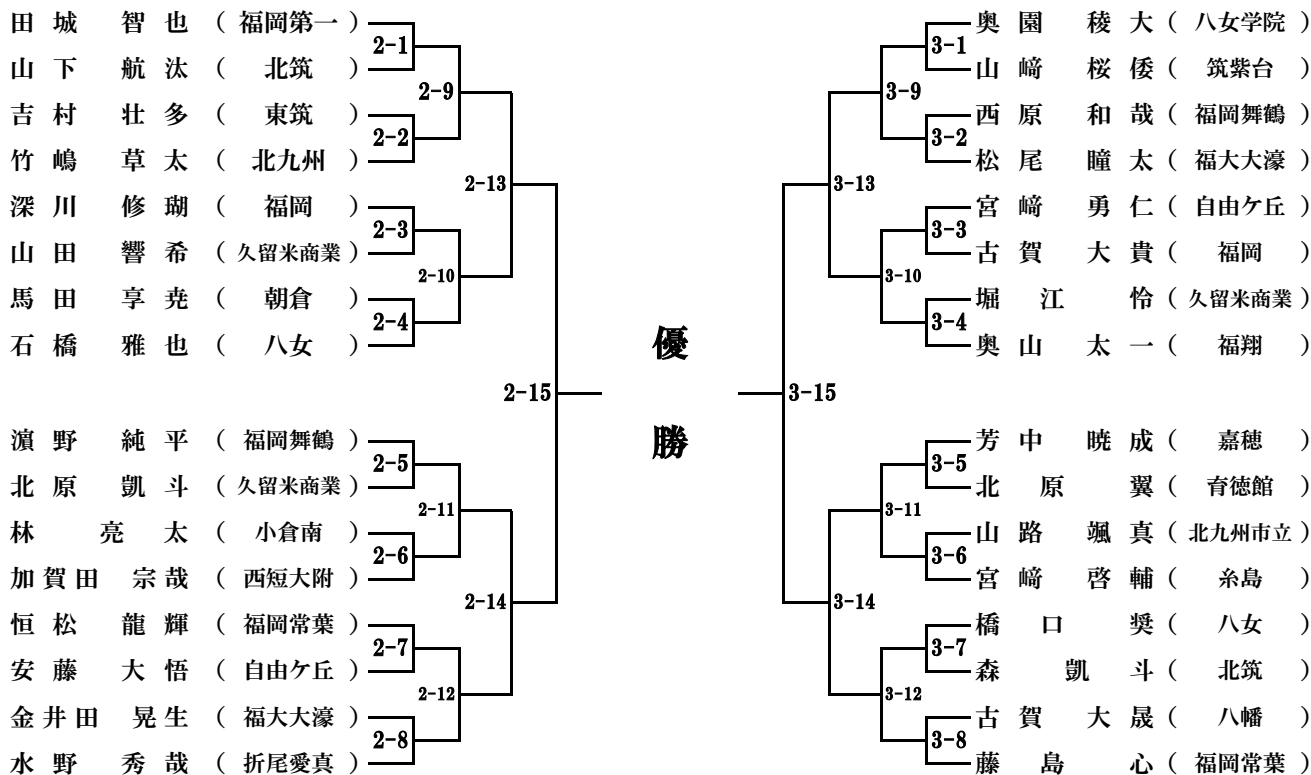 田城 智也 ( 福岡第一 )
2-1
山下 航汰 ( 北筑 )
2-9
吉村 壮多 ( 東筑 )
2-2
竹嶋 草太 ( 北九州 )
2-13
深川 修瑚 ( 福岡 )
2-3
山田 響希 ( 久留米商業 )
2-10
馬田 享尭 ( 朝倉 )
2-4
石橋 雅也 ( 八女 )
2-15
濵野 純平 ( 福岡舞鶴 )
2-5
北原 凱斗 ( 久留米商業 )
2-11
林 亮太 ( 小倉南 )
2-6
加賀田 宗哉 ( 西短大附 )
2-14
恒松 龍輝 ( 福岡常葉 )
2-7
安藤 大悟 ( 自由ケ丘 )
2-12
金井田 晃生 ( 福大大濠 )
2-8
水野 秀哉 ( 折尾愛真 )
優
勝
奥園 稜大 ( 八女学院 )
3-1
山﨑 桜倭 ( 筑紫台 )
3-9
西原 和哉 ( 福岡舞鶴 )
3-2
松尾 瞳太 ( 福大大濠 )
3-13
宮﨑 勇仁 ( 自由ケ丘 )
3-3
古賀 大貴 ( 福岡 )
3-10
堀江 怜 ( 久留米商業 )
3-4
奥山 太一 ( 福翔 )
3-15
芳中 暁成 ( 嘉穂 )
3-5
北原 翼 ( 育徳館 )
3-11
山路 颯真 ( 北九州市立 )
3-6
宮﨑 啓輔 ( 糸島 )
3-14
橋口 奨 ( 八女 )
3-7
森 凱斗 ( 北筑 )
3-12
古賀 大晟 ( 八幡 )
3-8
藤島 心 ( 福岡常葉 )